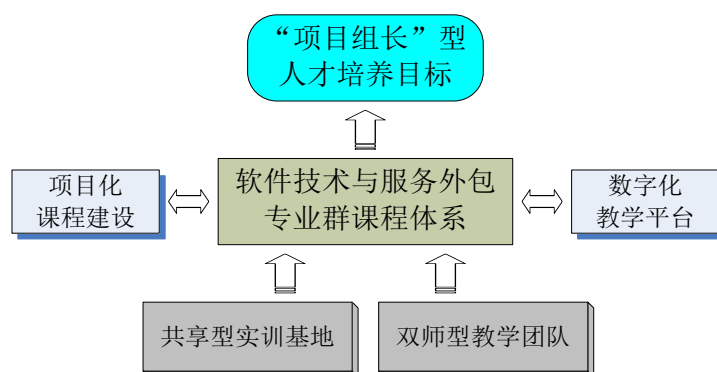 “项目组长”型
人才培养目标
项目化
课程建设
软件技术与服务外包
专业群课程体系
数字化
教学平台
共享型实训基地
双师型教学团队